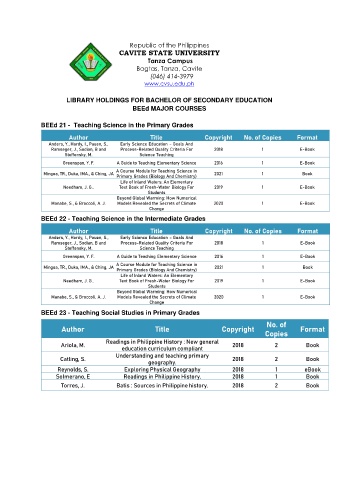 Republic of the Philippines
CAVITE STATE UNIVERSITY
Tanza Campus
Bagtas, Tanza, Cavite
(046) 414-3979
www.cvsu.edu.ph
LIBRARY HOLDINGS FOR BACHELOR OF SECONDARY EDUCATION
BEEd MAJOR COURSES
BEEd 21 - Teaching Science in the Primary Grades
Author Title Copyright No. of Copies Format
Anders, Y., Hardy, I., Pauen, S., Ramseger, J., Sodian, B and Steffensky, M. Early Science Education – Goals And Process-Related Quality Criteria For Science Teaching 2018 1 E-Book
Greenapan, Y. F. A Guide to Teaching Elementary Science 2016 1 E-Book
Mingoa, TR., Duka, IMA., & Ching, JA. A Course Module for Teaching Science in Primary Grades (Biology And Chemistry) 2021 1 Book
Needham, J. G., Life of Inland Waters: An Elementary Text Book of Fresh-Water Biology For Students 2019 1 E-Book
Manabe, S., & Broccoli, A. J. Beyond Global Warming: How Numerical Models Revealed the Secrets of Climate Change 2020 1 E-Book
BEEd 22 - Teaching Science in the Intermediate Grades
Author Title Copyright No. of Copies Format
Anders, Y., Hardy, I., Pauen, S., Ramseger, J., Sodian, B and Steffensky, M. Early Science Education – Goals And Process-Related Quality Criteria For Science Teaching 2018 1 E-Book
Greenapan, Y. F. A Guide to Teaching Elementary Science 2016 1 E-Book
Mingoa, TR., Duka, IMA., & Ching, JA. A Course Module for Teaching Science in Primary Grades (Biology And Chemistry) 2021 1 Book
Needham, J. G. Life of Inland Waters: An Elementary Text Book of Fresh-Water Biology For Students 2019 1 E-Book
Manabe, S., & Broccoli, A. J. Beyond Global Warming: How Numerical Models Revealed the Secrets of Climate Change 2020 1 E-Book
BEEd 23 - Teaching Social Studies in Primary Grades
Author Title Copyright No. of Copies Format
Ariola, M. Readings in Philippine History : New general education curriculum compliant 2018 2 Book
Catling, S. Understanding and teaching primary geography. 2018 2 Book
Reynolds, S. Exploring Physical Geography 2018 1 eBook
Solmerano, E Readings in Philippine History. 2018 1 Book
Torres, J. Batis : Sources in Philippine history. 2018 2 Book